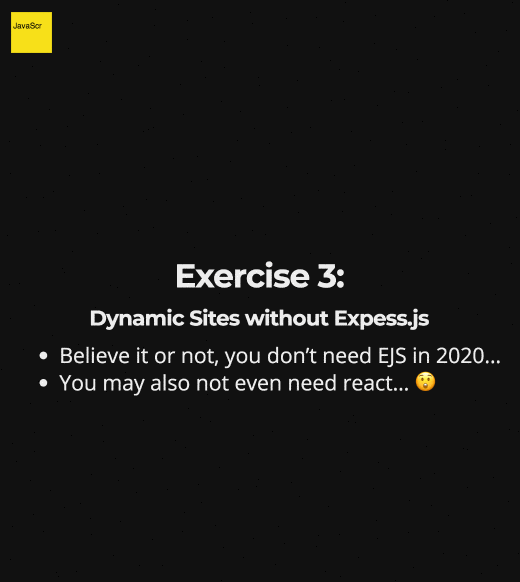 JavaScr
Exercise 3:
Dynamic Sites without Expess.js
• Believe it or not, you don’t need EJS in 2020...
• You may also not even need react... 😲